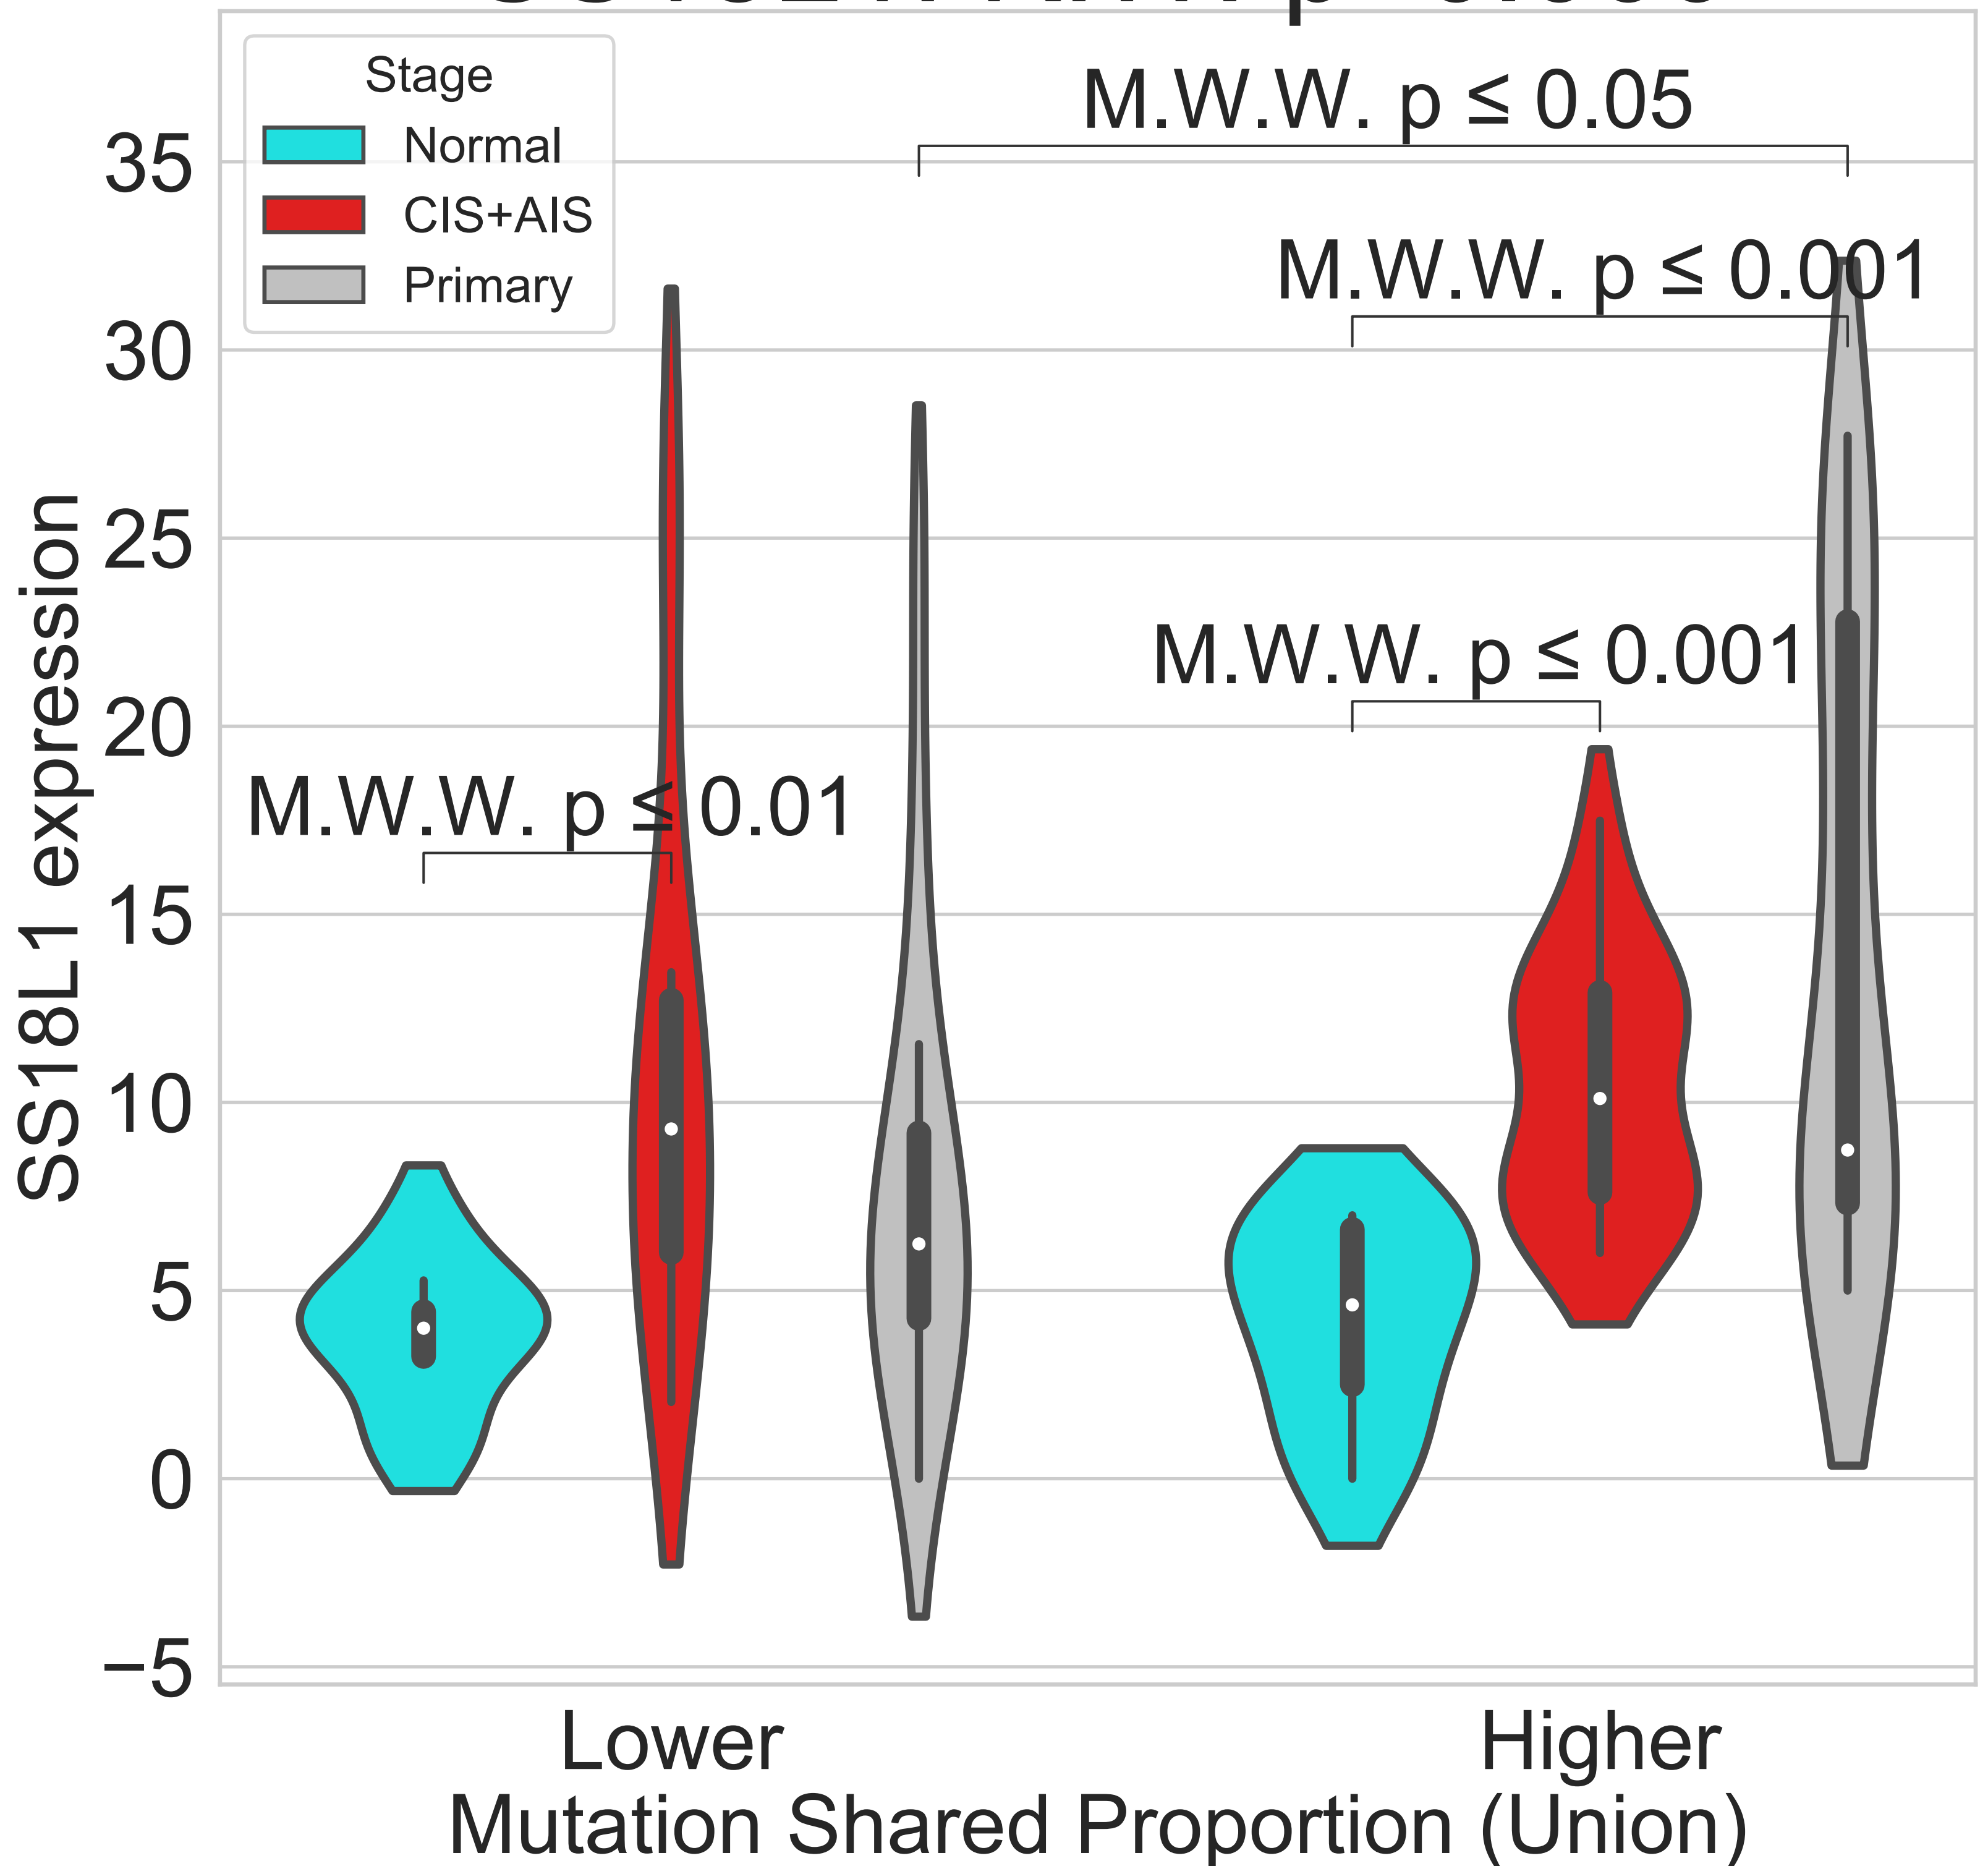 Stage
Normal
CIS+AIS
Primary
M.W.W. p ≤ 0.05
M.W.W. p ≤ 0.001
M.W.W. p ≤ 0.001
M.W.W. p ≤ 0.01
SS18L1 expression
35
30
25
20
15
10
5
0
−5
Lower
Higher
Mutation Shared Proportion (Union)